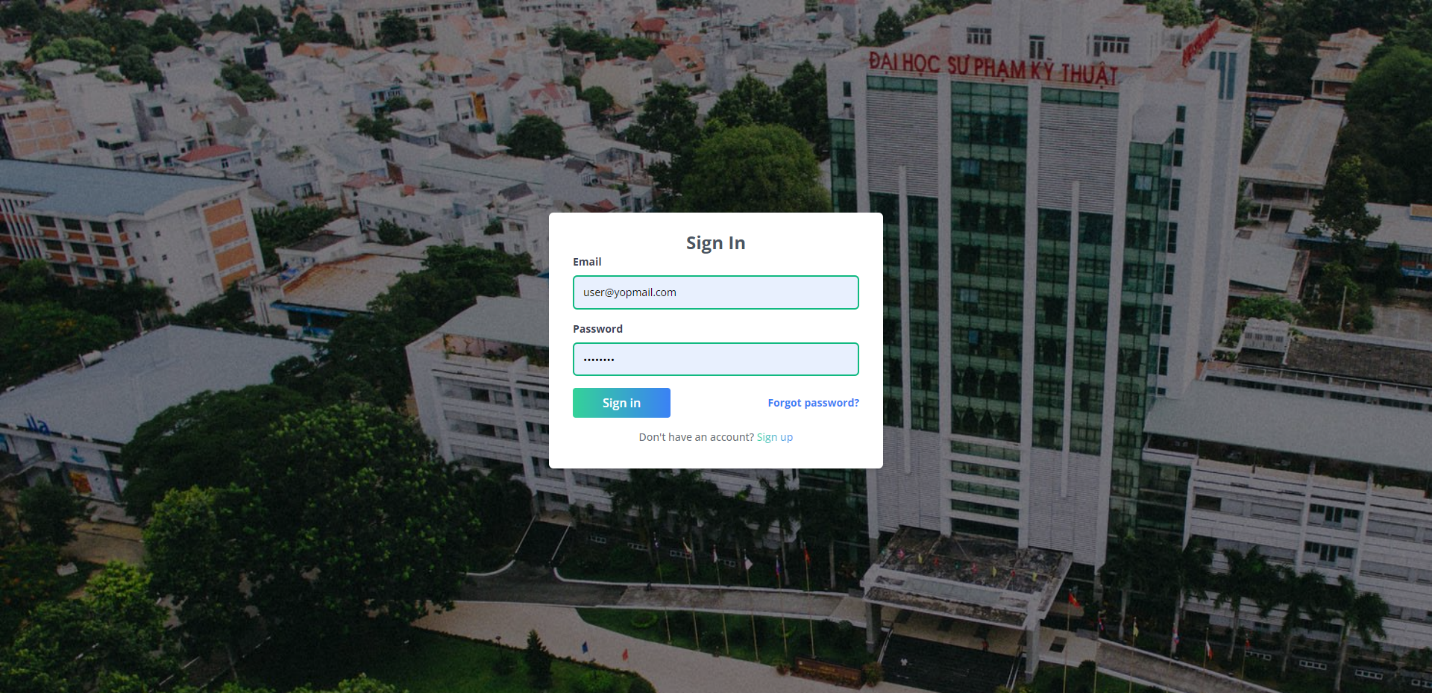 ĐẠI HỌC SƯ PHẠM KỸ THUẬT
Sign In
Email
user@yopmail.com
Password
••••••••
Sign in
Forgot password?
Don't have an account? Sign up
jla